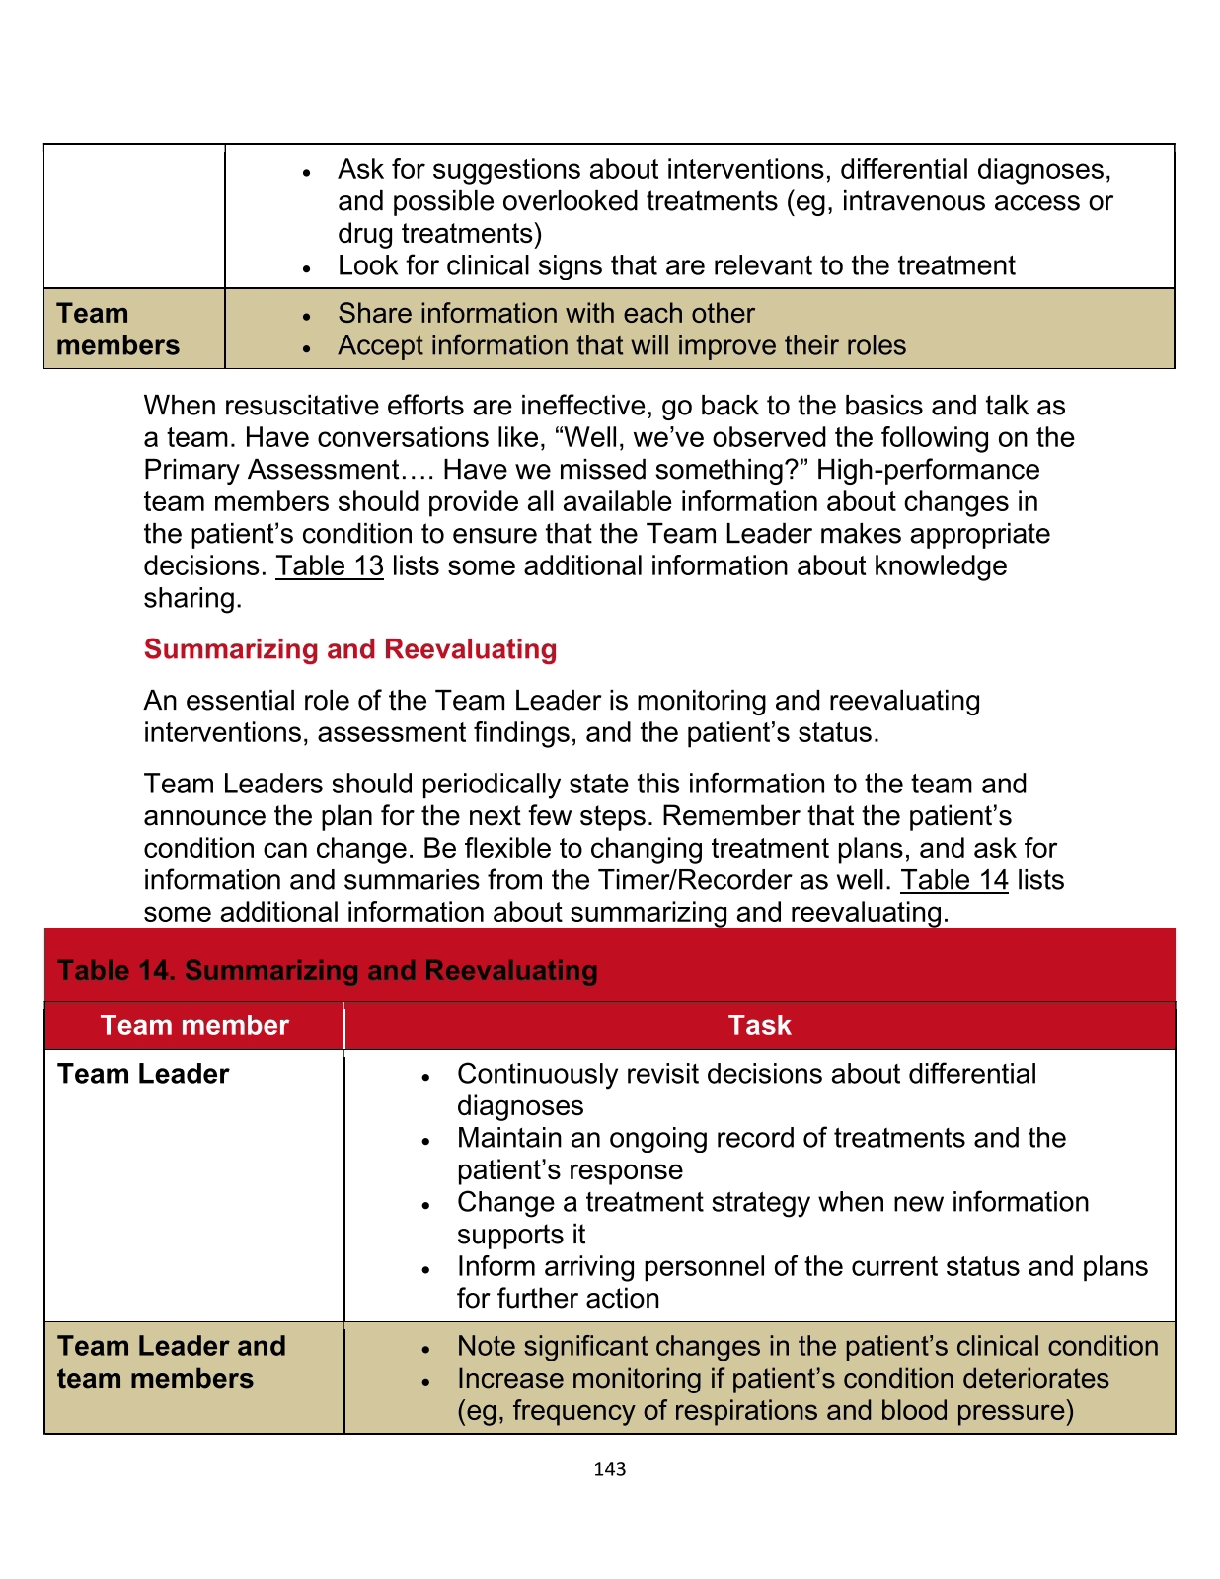 • Ask for suggestions about interventions, differential diagnoses,
and possible overlooked treatments (eg, intravenous access or
drug treatments)
• Look for clinical signs that are relevant to the treatment
Team
members
• Share information with each other
• Accept information that will improve their roles
When resuscitative efforts are ineffective, go back to the basics and talk as
a team. Have conversations like, “Well, we’ve observed the following on the
Primary Assessment.… Have we missed something?” High-performance
team members should provide all available information about changes in
the patient’s condition to ensure that the Team Leader makes appropriate
decisions. Table 13 lists some additional information about knowledge
sharing.
Summarizing and Reevaluating
An essential role of the Team Leader is monitoring and reevaluating
interventions, assessment findings, and the patient’s status.
Team Leaders should periodically state this information to the team and
announce the plan for the next few steps. Remember that the patient’s
condition can change. Be flexible to changing treatment plans, and ask for
information and summaries from the Timer/Recorder as well. Table 14 lists
some additional information about summarizing and reevaluating.
Table 14. Summarizing and Reevaluating
Team member
Task
Team Leader
• Continuously revisit decisions about differential
diagnoses
• Maintain an ongoing record of treatments and the
patient’s response
• Change a treatment strategy when new information
supports it
• Inform arriving personnel of the current status and plans
for further action
Team Leader and
team members
• Note significant changes in the patient’s clinical condition
• Increase monitoring if patient’s condition deteriorates
(eg, frequency of respirations and blood pressure)
143